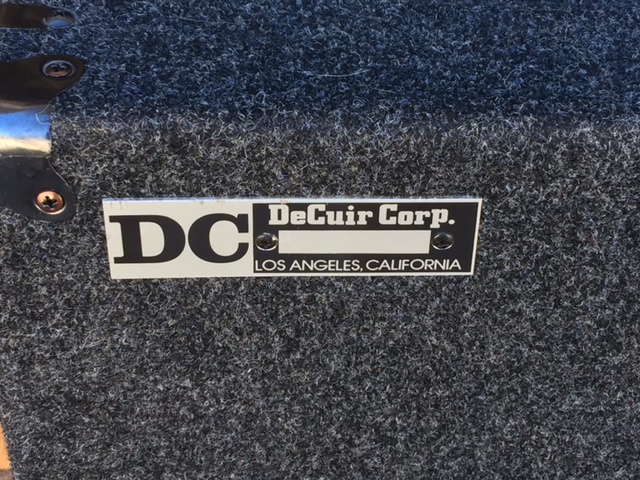 DC
DeCuir Corp.
LOS ANGELES, CALIFORNIA